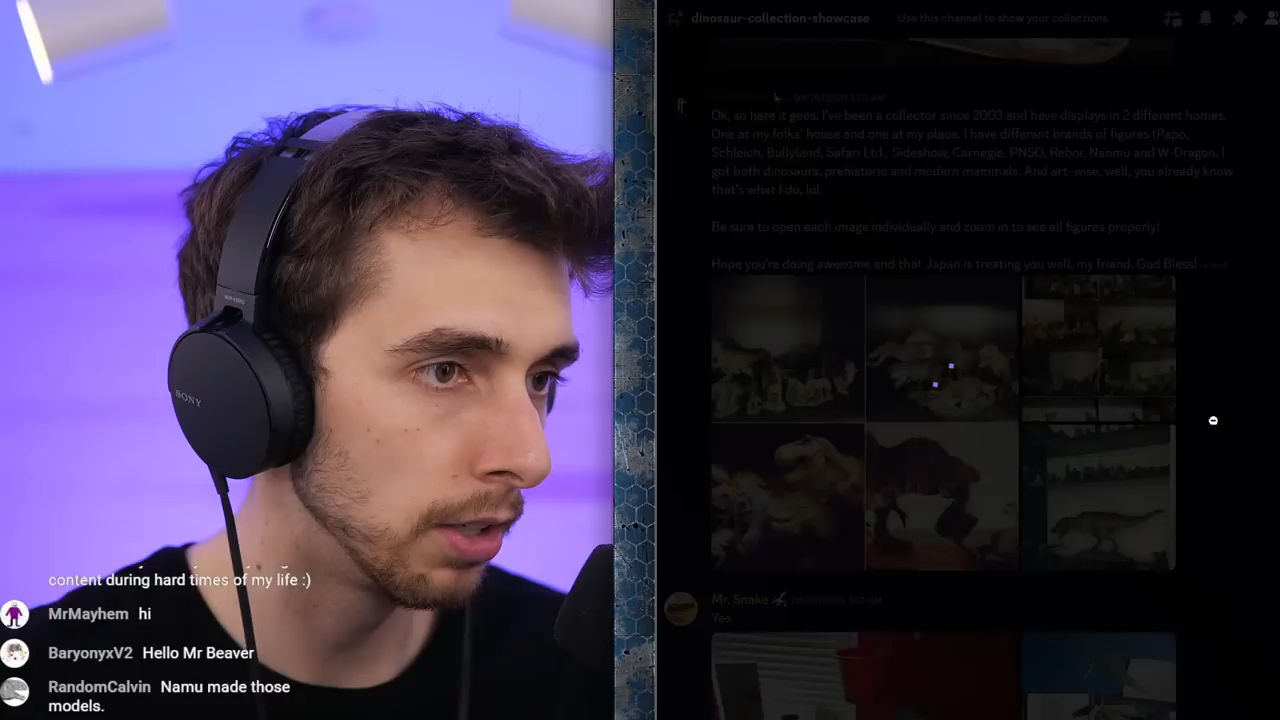 SONY
content during hard times of my life :)
MrMayhem hi
BaryonyxV2 Hello Mr Beaver
RandomCalvin Namu made those
models.
dinosaur-collection-showcase
Use this channel to show your collections
Ok, so here it goes. I've been a collector since 2003 and have displays in 2 different homes.
One at my folks' house and one at my place. I have different brands of figures (Papo,
Schleich, Bullyland, Safari Ltd., Sideshow, Carnegie, PNSO, Rebor, Nanmu and W-Dragon. I
got both dinosaurs, prehistoric and modern mammals. And art-wise, well, you already know
that's what I do, lol.
Be sure to open each image individually and zoom in to see all figures properly!
Hope you're doing awesome and that Japan is treating you well, my friend. God Bless!
Mr. Snake
Yes